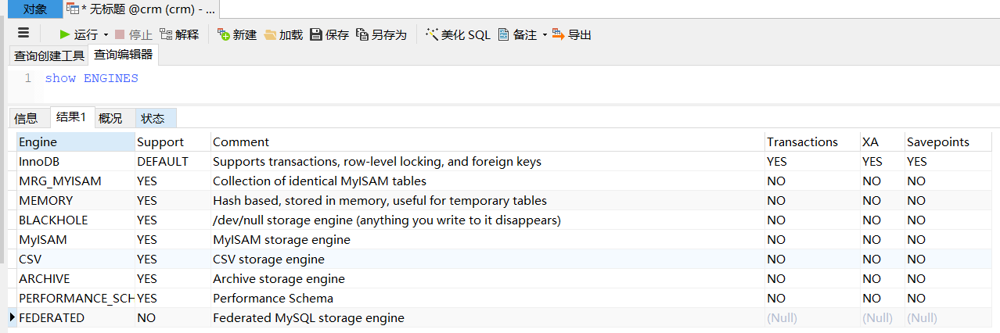 对象 * 无标题 @crm (crm) - ...
运行 停止 解释 新建 加载 保存 另存为 美化 SQL 备注 导出
查询创建工具 查询编辑器
1 show ENGINES
信息 结果1 概况 状态
Engine Support Comment Transactions XA Savepoints
InnoDB DEFAULT Supports transactions, row-level locking, and foreign keys YES YES YES
MRG_MYISAM YES Collection of identical MyISAM tables NO NO NO
MEMORY YES Hash based, stored in memory, useful for temporary tables NO NO NO
BLACKHOLE YES /dev/null storage engine (anything you write to it disappears) NO NO NO
MyISAM YES MyISAM storage engine NO NO NO
CSV YES CSV storage engine NO NO NO
ARCHIVE YES Archive storage engine NO NO NO
PERFORMANCE_SCH YES Performance Schema NO NO NO
FEDERATED NO Federated MySQL storage engine (Null) (Null) (Null)